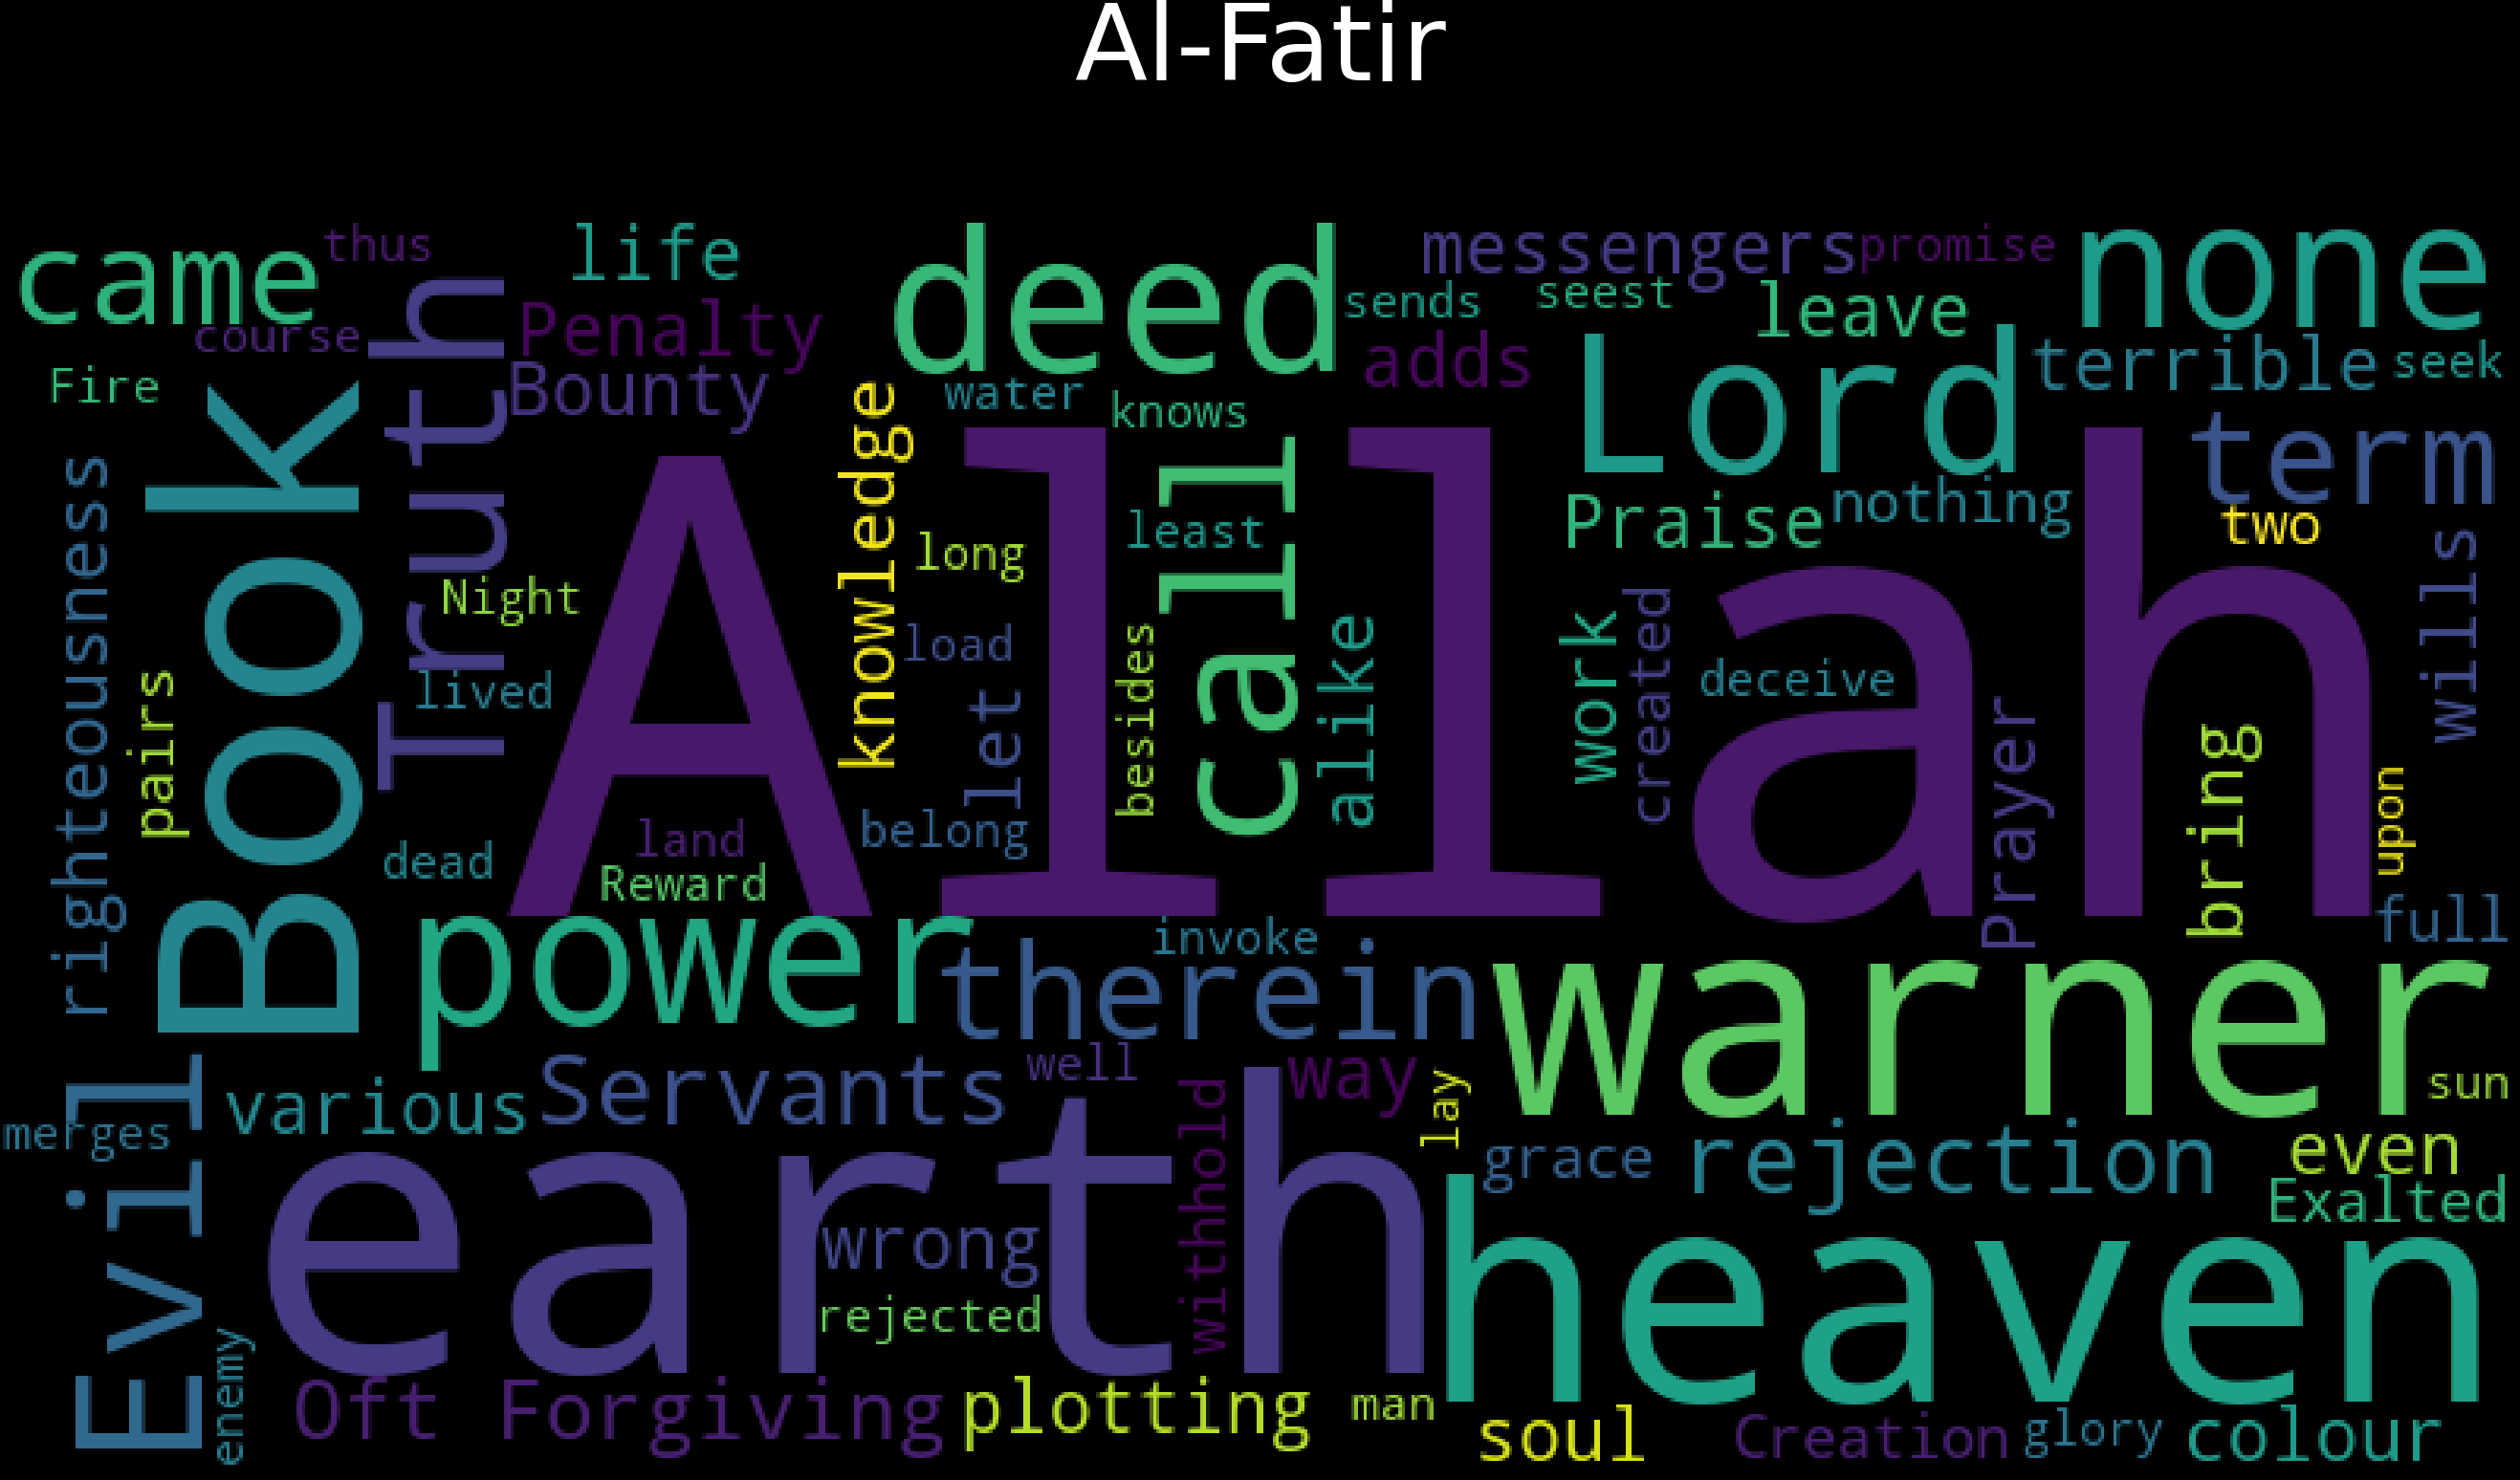 Al-Fatir
came
thus
life
deed
messengers
promise
none
course
Penalty
sends
seest
leave
Fire
Truth
Bounty
water
adds
Lord
terrible
seek
knows
term
righteousness
Book
knowledge
call
Praise
nothing
two
long
least
Night
Allah
wills
load
besides
alike
work
created
deceive
lived
pairs
let
Prayer
bring
upon
belong
land
dead
Reward
full
power
invoke
therein
warner
Evil
various
Servants
well
way
lay
sun
merges
earth
withhold
grace
rejection
even
Exalted
wrong
heaven
rejected
enemy
Oft Forgiving
plotting
man
soul
Creation
glory
colour